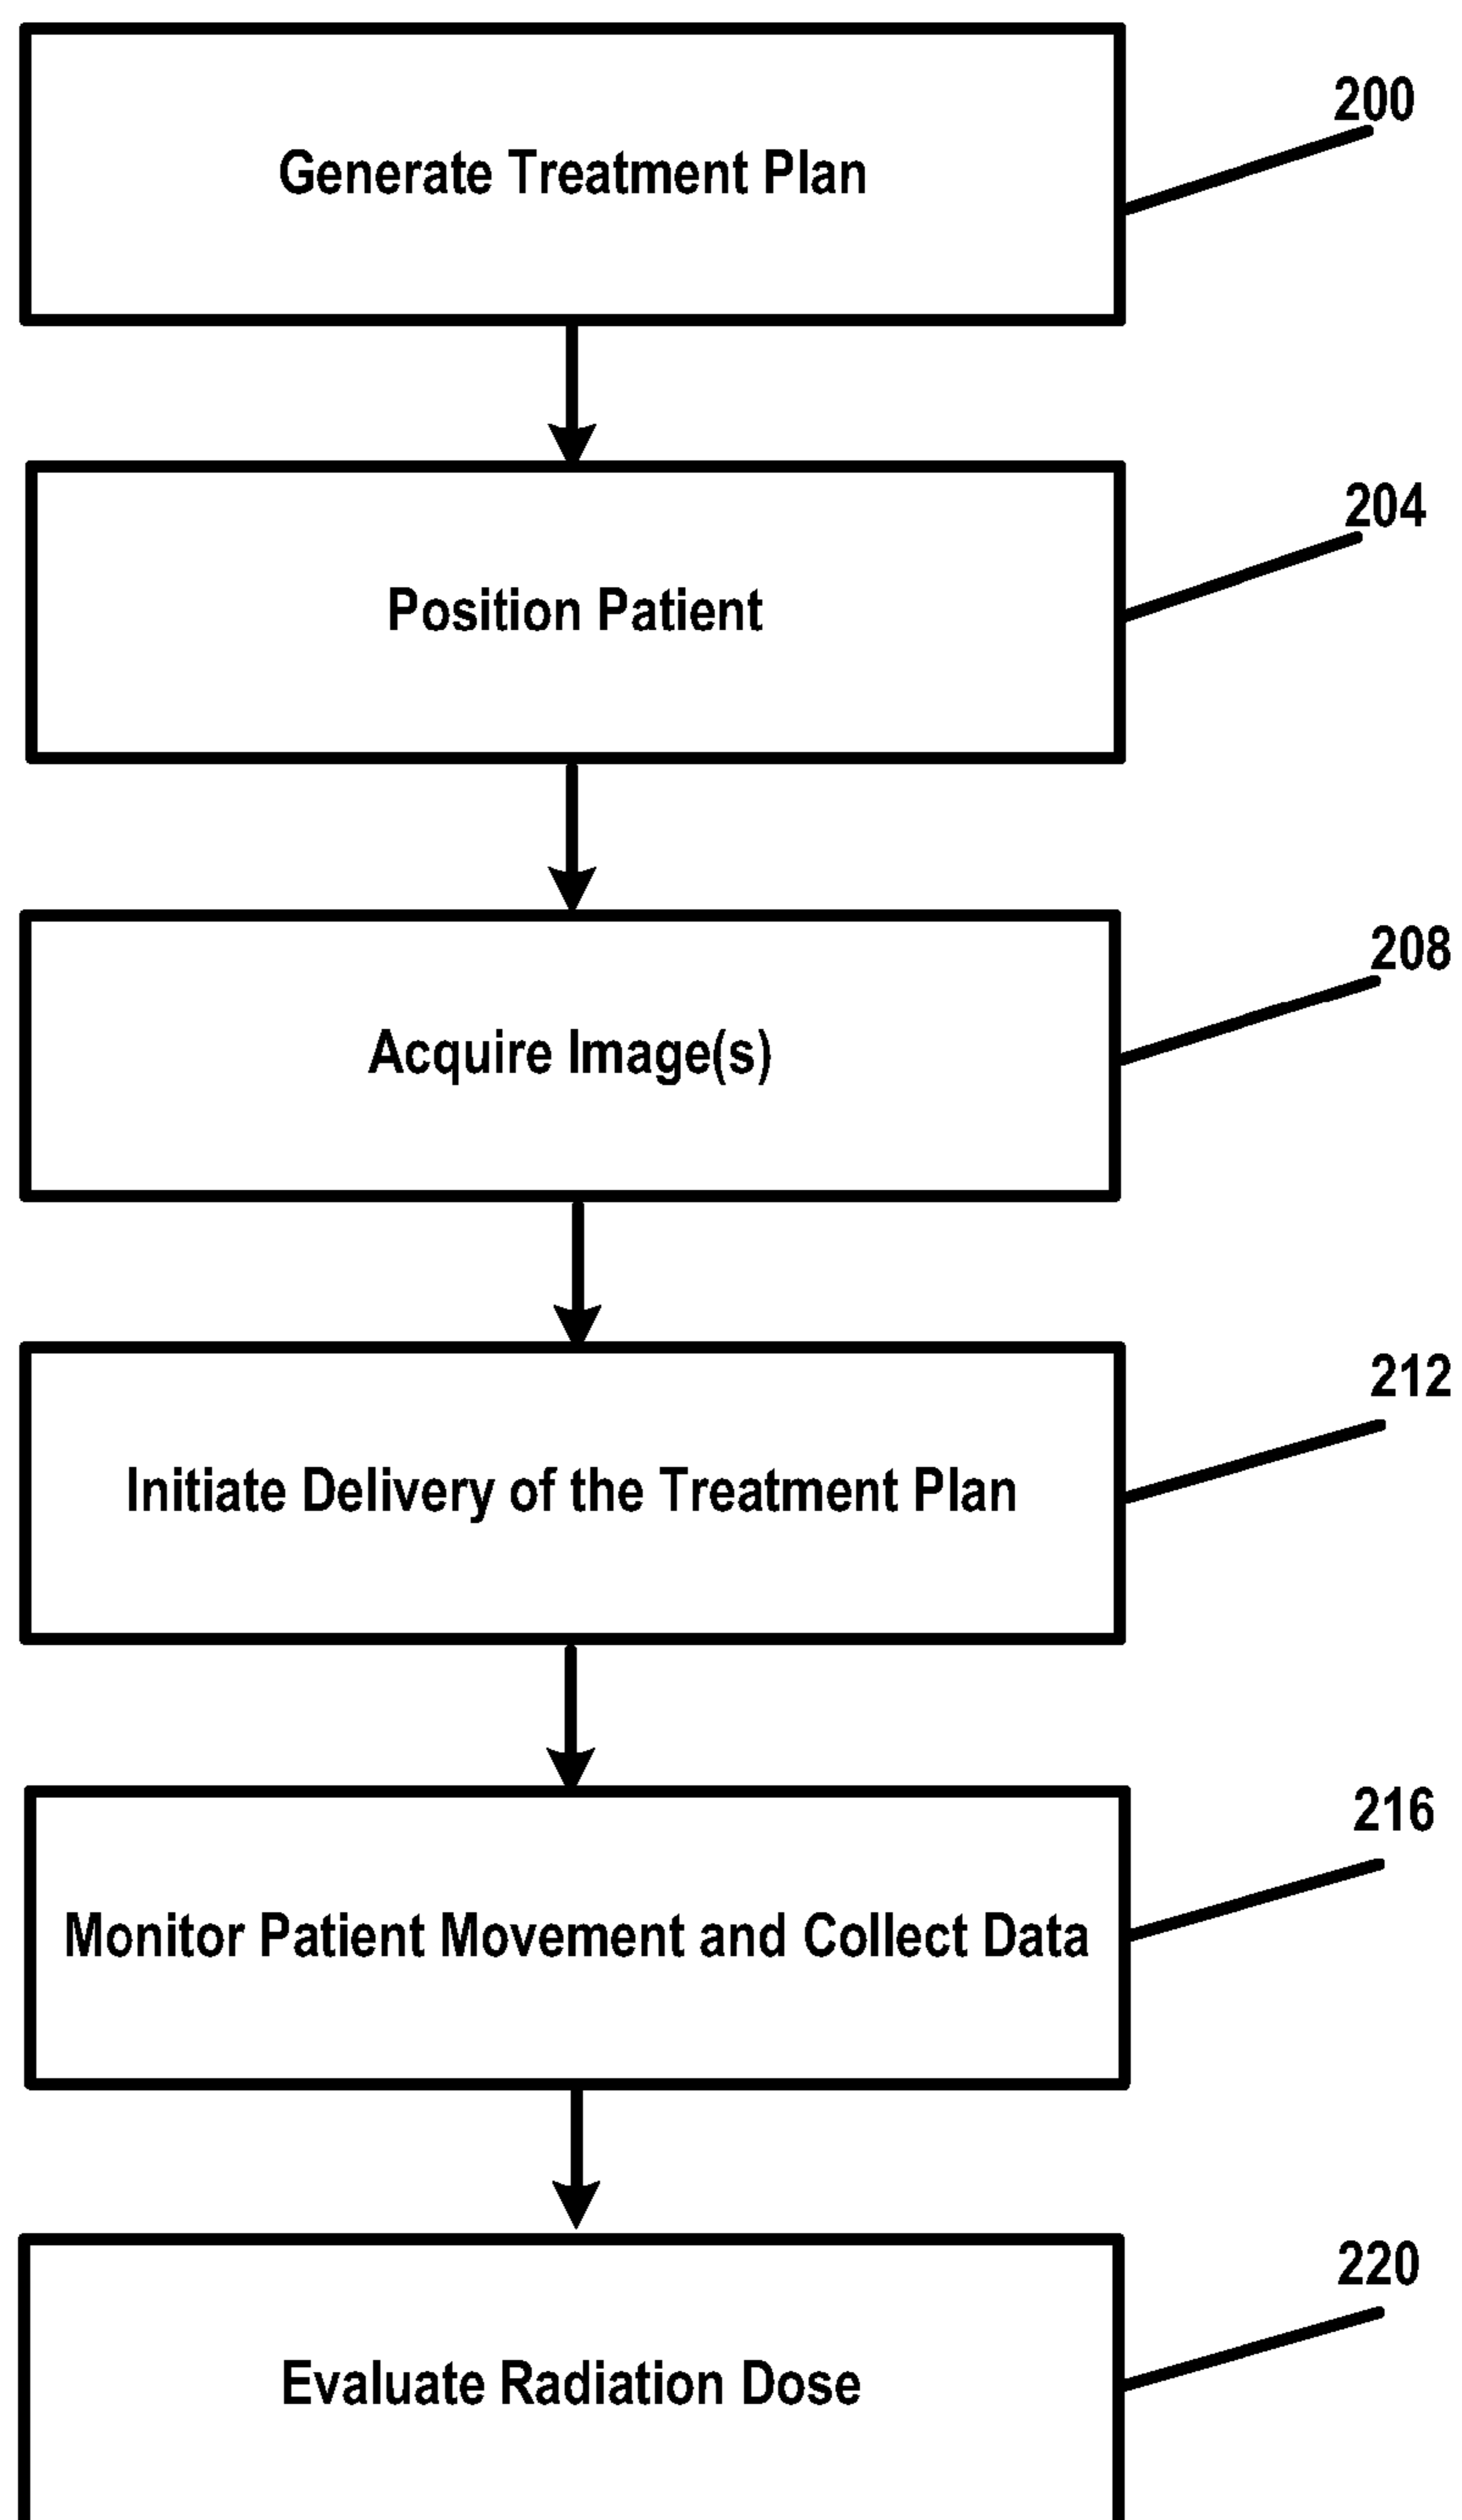 Generate Treatment Plan
200
Position Patient
204
Acquire Image(s)
208
Initiate Delivery of the Treatment Plan
212
Monitor Patient Movement and Collect Data
216
Evaluate Radiation Dose
220